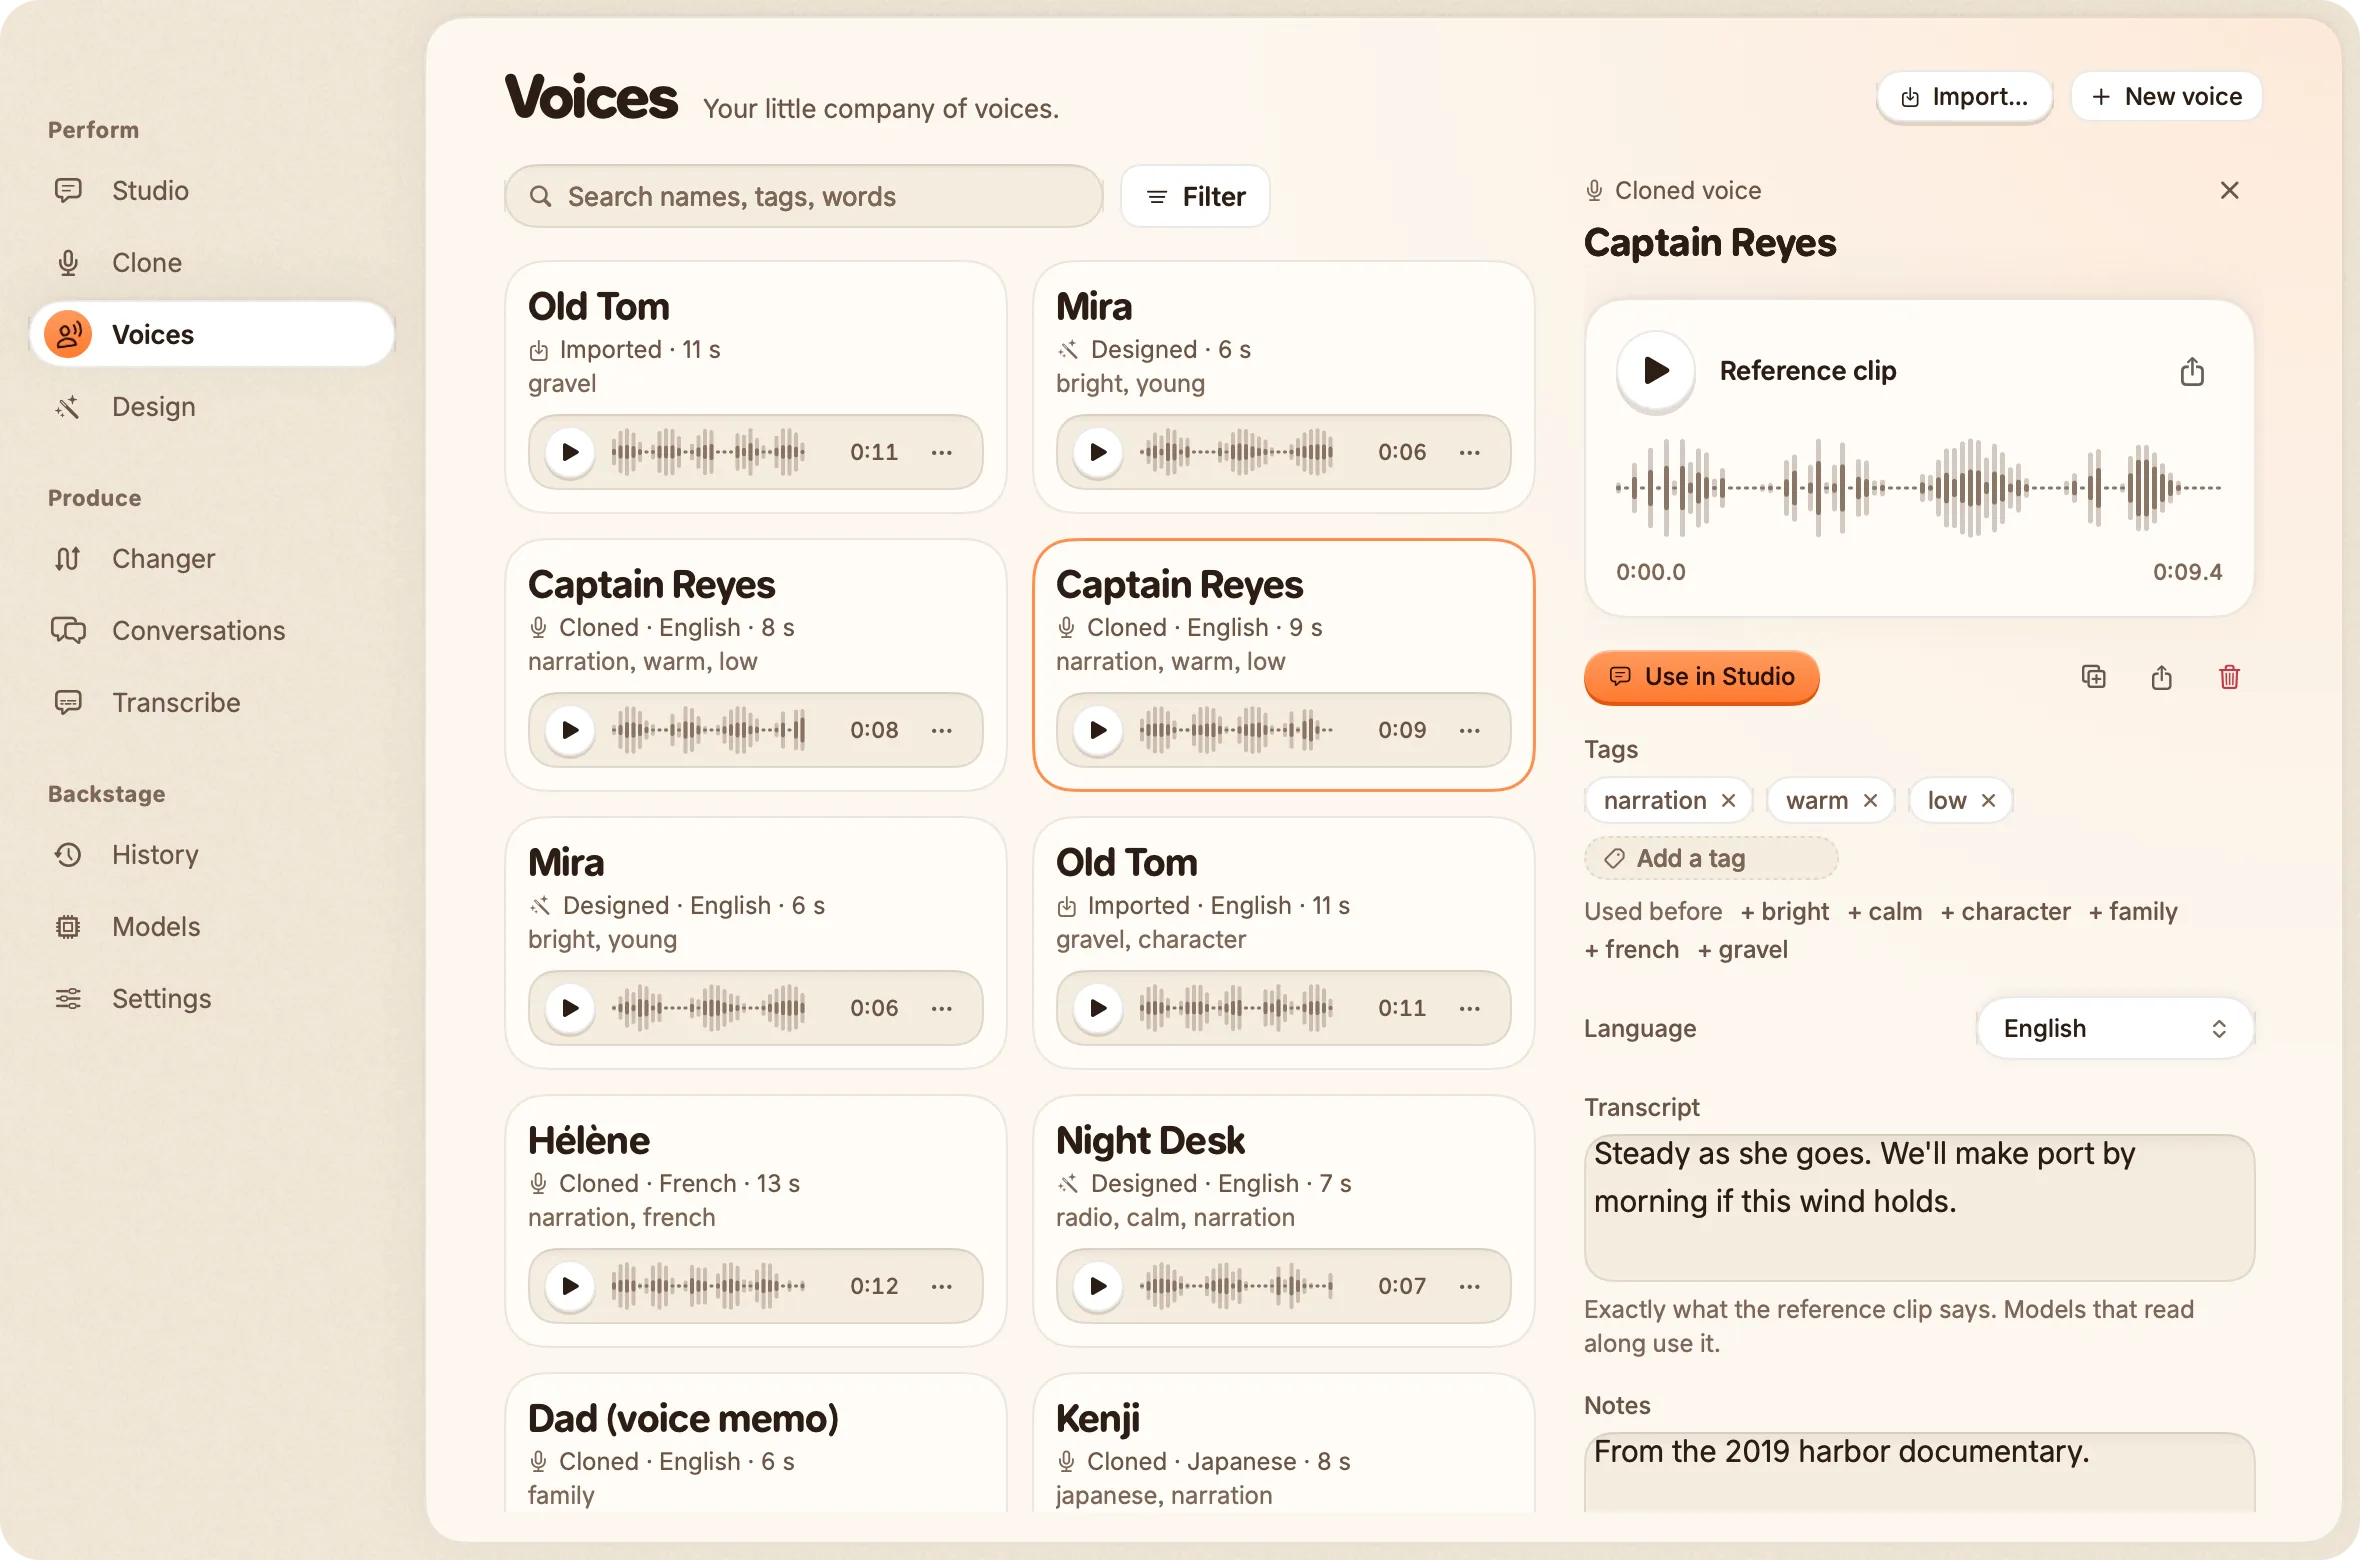 Perform
Studio
Clone
Voices
Design
Produce
Changer
Conversations
Transcribe
Backstage
History
Models
Settings
Voices Your little company of voices.
Import...
+ New voice
Search names, tags, words
Filter
Old Tom
Imported · 11 s
gravel
0:11 ...
Mira
Designed · 6 s
bright, young
0:06 ...
Captain Reyes
Cloned · English · 8 s
narration, warm, low
0:08 ...
Captain Reyes
Cloned · English · 9 s
narration, warm, low
0:09 ...
Mira
Designed · English · 6 s
bright, young
0:06 ...
Old Tom
Imported · English · 11 s
gravel, character
0:11 ...
Hélène
Cloned · French · 13 s
narration, french
0:12 ...
Night Desk
Designed · English · 7 s
radio, calm, narration
0:07 ...
Dad (voice memo)
Cloned · English · 6 s
family
Kenji
Cloned · Japanese · 8 s
japanese, narration
Cloned voice
Captain Reyes
Reference clip
0:00.0 0:09.4
Use in Studio
Tags
narration × warm × low ×
Add a tag
Used before + bright + calm + character + family
+ french + gravel
Language English
Transcript
Steady as she goes. We'll make port by
morning if this wind holds.
Exactly what the reference clip says. Models that read
along use it.
Notes
From the 2019 harbor documentary.